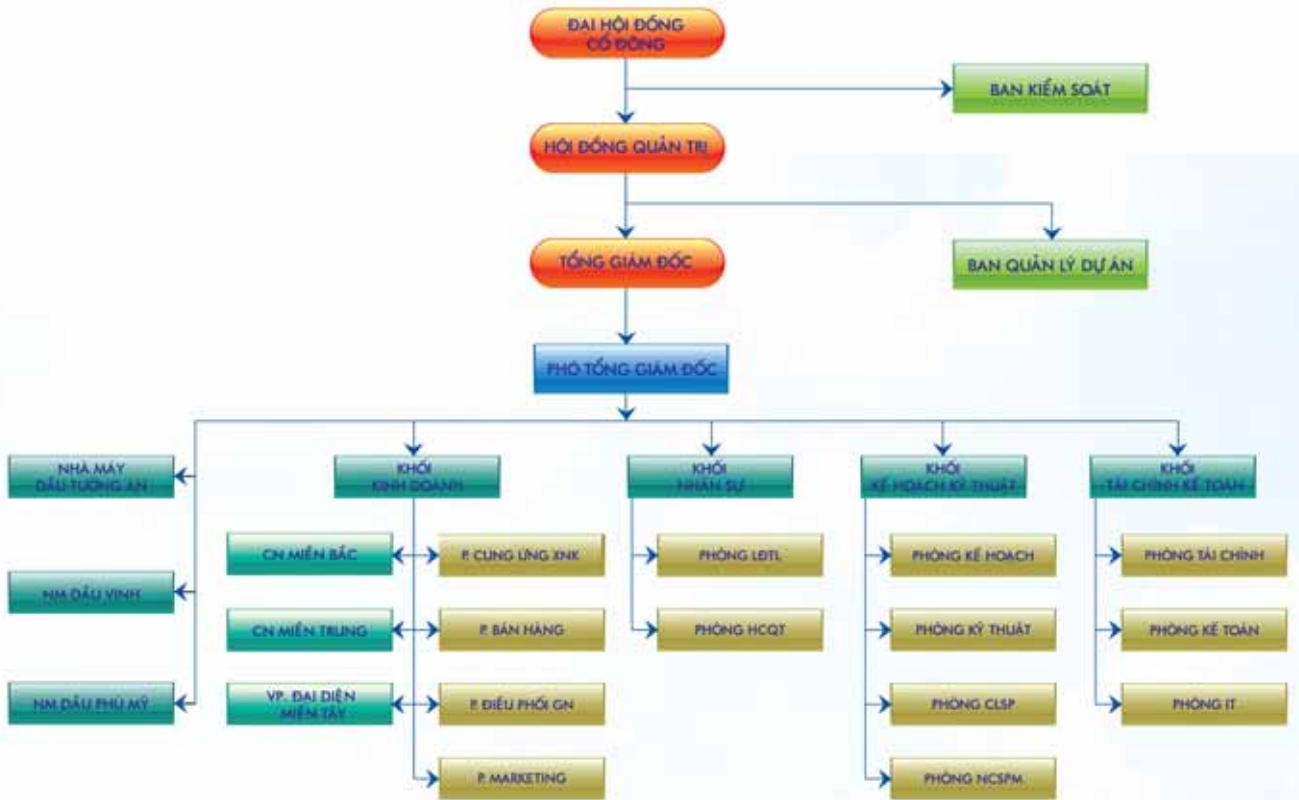 ĐẠI HỘI ĐỒNG
CỔ ĐÔNG
BAN KIỂM SOÁT
HỘI ĐỒNG QUẢN TRỊ
TỔNG GIÁM ĐỐC
BAN QUẢN LÝ DỰ ÁN
PHÓ TỔNG GIÁM ĐỐC
NHÀ MÁY
DẦU TƯỜNG AN
KHỐI
KINH DOANH
KHỐI
NHÂN SỰ
KHỐI
KẾ HOẠCH KỸ THUẬT
KHỐI
TÀI CHÍNH KẾ TOÁN
CN MIỀN BẮC
P. CUNG ỨNG XNK
PHÒNG LĐTL
PHÒNG KẾ HOẠCH
PHÒNG TÀI CHÍNH
NM DẦU VINH
CN MIỀN TRUNG
P. BÁN HÀNG
PHÒNG HCQT
PHÒNG KỸ THUẬT
PHÒNG KẾ TOÁN
NM DẦU PHÚ MỸ
VP. ĐẠI DIỆN
MIỀN TÂY
P. ĐIỀU PHỐI GN
PHÒNG CLSP
PHÒNG IT
P. MARKETING
PHÒNG NCSPM